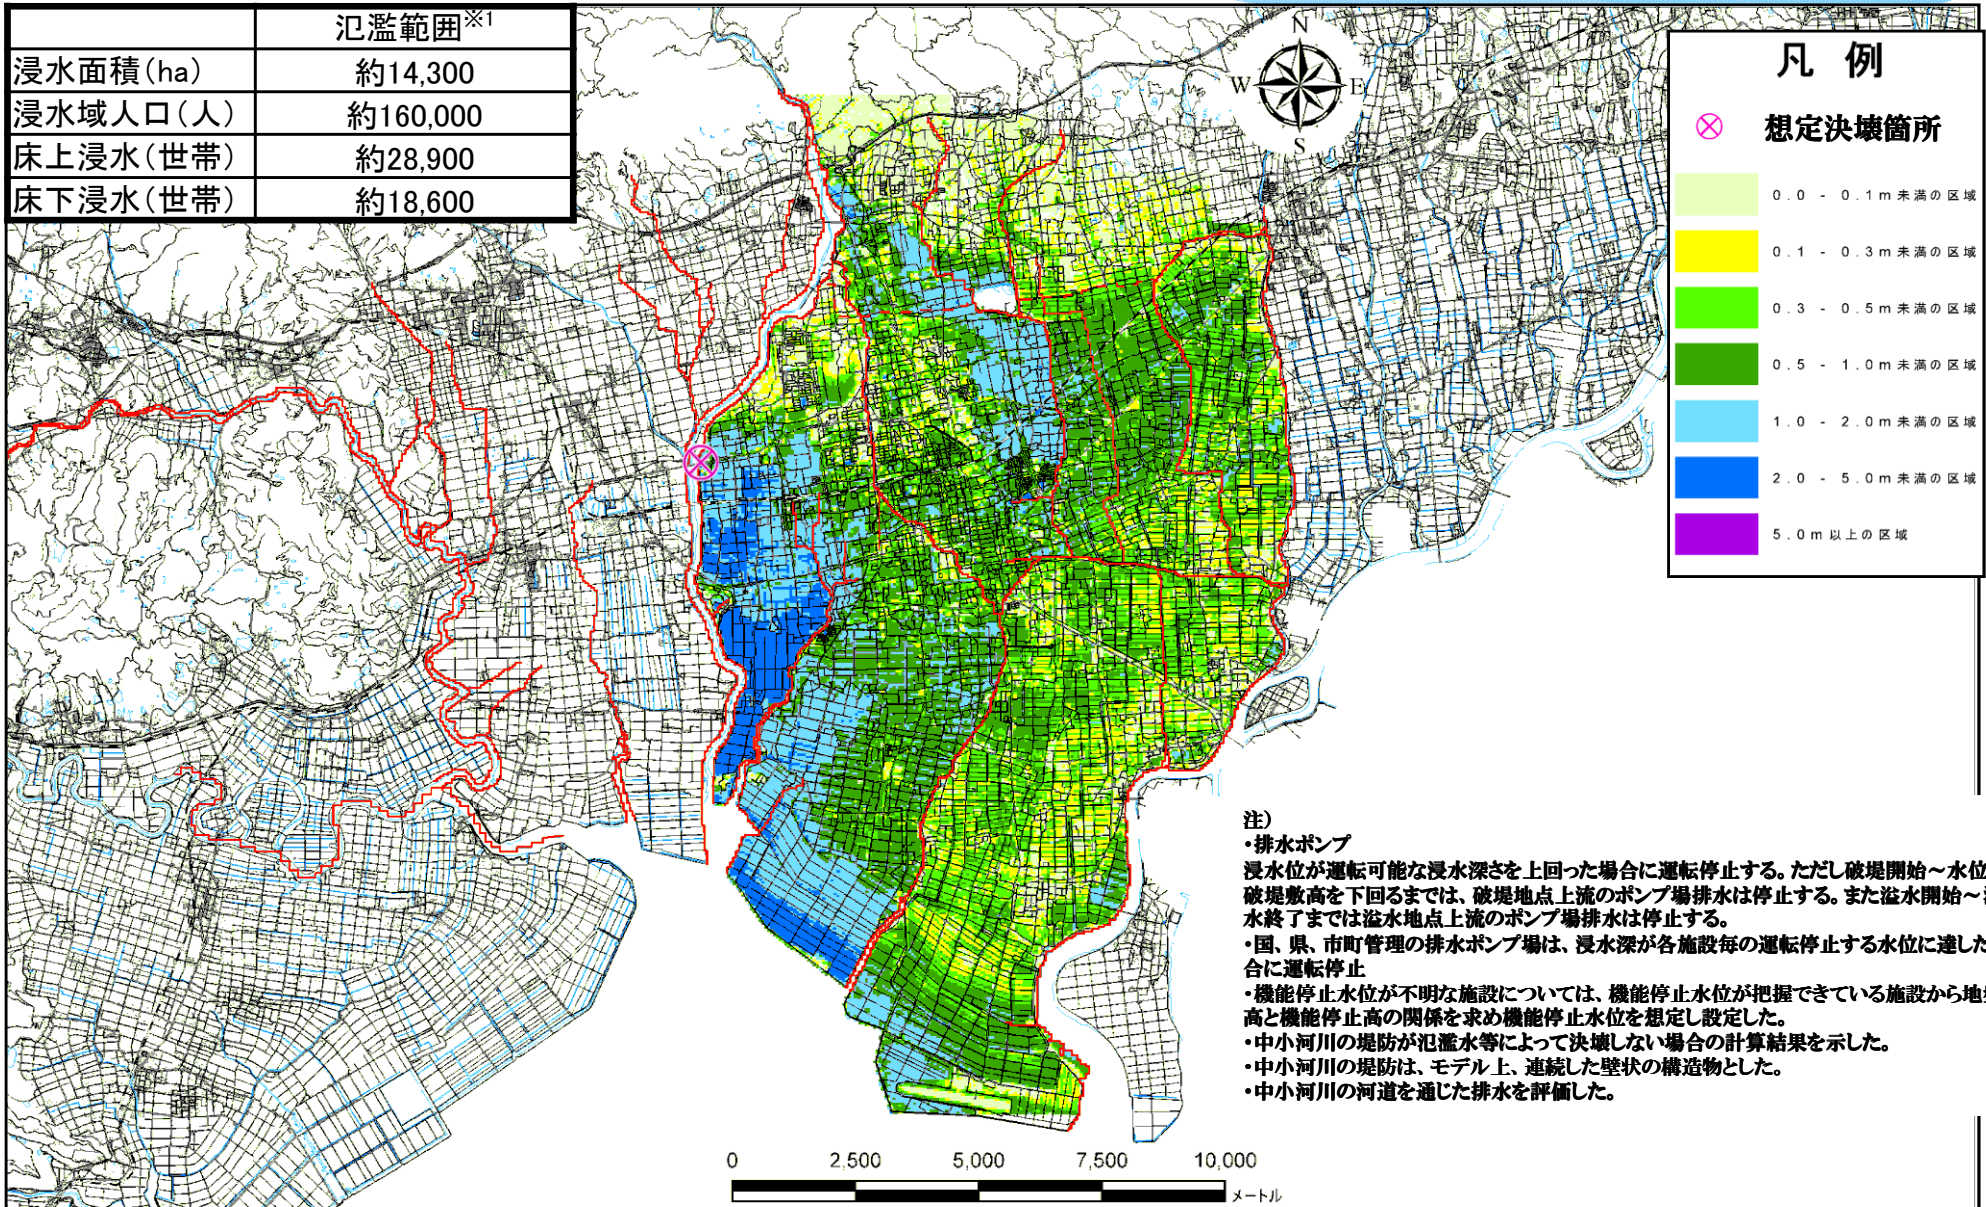 氾濫範囲※1
浸水面積(ha) 約14,300
浸水域人口(人) 約160,000
床上浸水(世帯) 約28,900
床下浸水(世帯) 約18,600
N
W E
S
凡 例
想定決壊箇所
0.0 - 0.1m未満の区域
0.1 - 0.3m未満の区域
0.3 - 0.5m未満の区域
0.5 - 1.0m未満の区域
1.0 - 2.0m未満の区域
2.0 - 5.0m未満の区域
5.0m以上の区域
注)
・排水ポンプ
浸水位が運転可能な浸水深さを上回った場合に運転停止する。ただし破堤開始～水位
破堤敷高を下回るまでは、破堤地点上流のポンプ場排水は停止する。また溢水開始～
水終了までは溢水地点上流のポンプ場排水は停止する。
・国、県、市町管理の排水ポンプ場は、浸水深が各施設毎の運転停止する水位に達した
合に運転停止
・機能停止水位が不明な施設については、機能停止水位が把握できている施設から地
高と機能停止高の関係を求め機能停止水位を想定し設定した。
・中小河川の堤防が氾濫水等によって決壊しない場合の計算結果を示した。
・中小河川の堤防は、モデル上、連続した壁状の構造物とした。
・中小河川の河道を通じた排水を評価した。
0 2,500 5,000 7,500 10,000
メートル